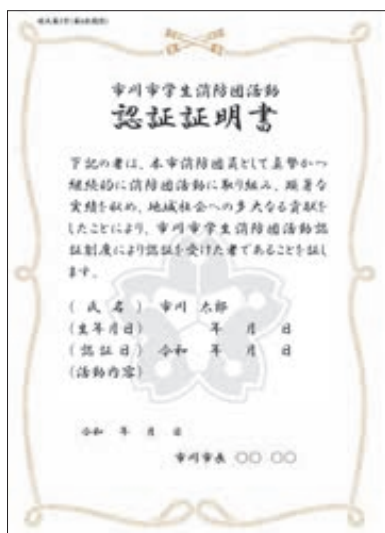 市川市学生消防団活動
認証証明書
下記の者は、本市消防団員として真摯かつ
継続的に消防団活動に取り組み、顕著な
実績を収め、地域社会への多大なる貢献を
したことにより、市川市学生消防団活動認
証制度により認証を受けた者であることを証し
ます。
(氏名) 市川 太郎
(生年月日) 年 月 日
(認証日) 令和 年 月 日
(活動内容)
令和 年 月 日
市川市長 ○○ ○○